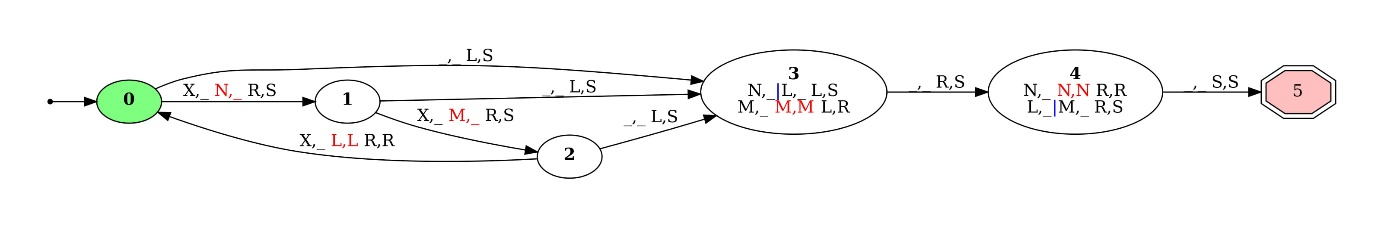 _,_ L,S
X,_ N,_ R,S
_,_ L,S
X,_ M,_ R,S
_,_ L,S
X,_ L,L R,R
0
1
2
3
N,_|L,_ L,S
M,_ M,M L,R
_,_ R,S
4
N,_ N,N R,R
L,_|M,_ R,S
_,_ S,S
5